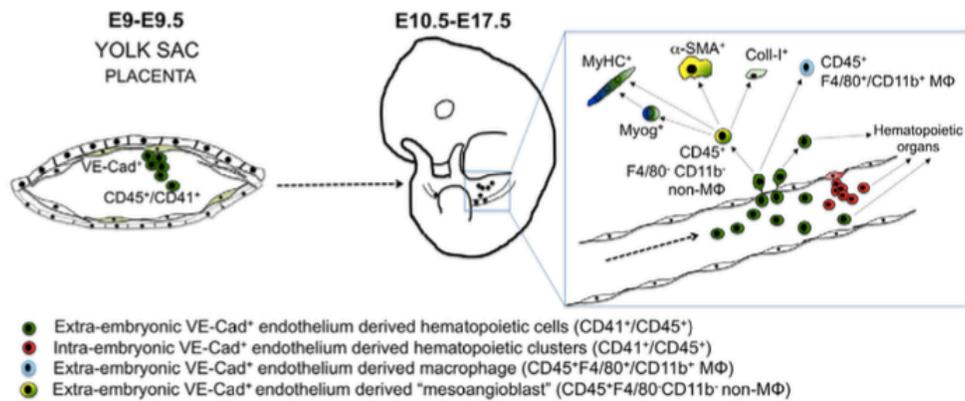 E9-E9.5
YOLK SAC
PLACENTA
VE-Cad⁺
CD45⁺/CD41⁺
E10.5-E17.5
MyHC⁺
α-SMA⁺
Coll-I⁺
CD45⁺
F4/80⁺/CD11b⁺ MΦ
Myog⁺
CD45⁺
F4/80⁻ CD11b⁻
non-MΦ
Hematopoietic
organs
Extra-embryonic VE-Cad⁺ endothelium derived hematopoietic cells (CD41⁺/CD45⁺)
Intra-embryonic VE-Cad⁺ endothelium derived hematopoietic clusters (CD41⁺/CD45⁺)
Extra-embryonic VE-Cad⁺ endothelium derived macrophage (CD45⁺F4/80⁺/CD11b⁺ MΦ)
Extra-embryonic VE-Cad⁺ endothelium derived "mesoangioblast" (CD45⁺F4/80⁻CD11b⁻ non-MΦ)